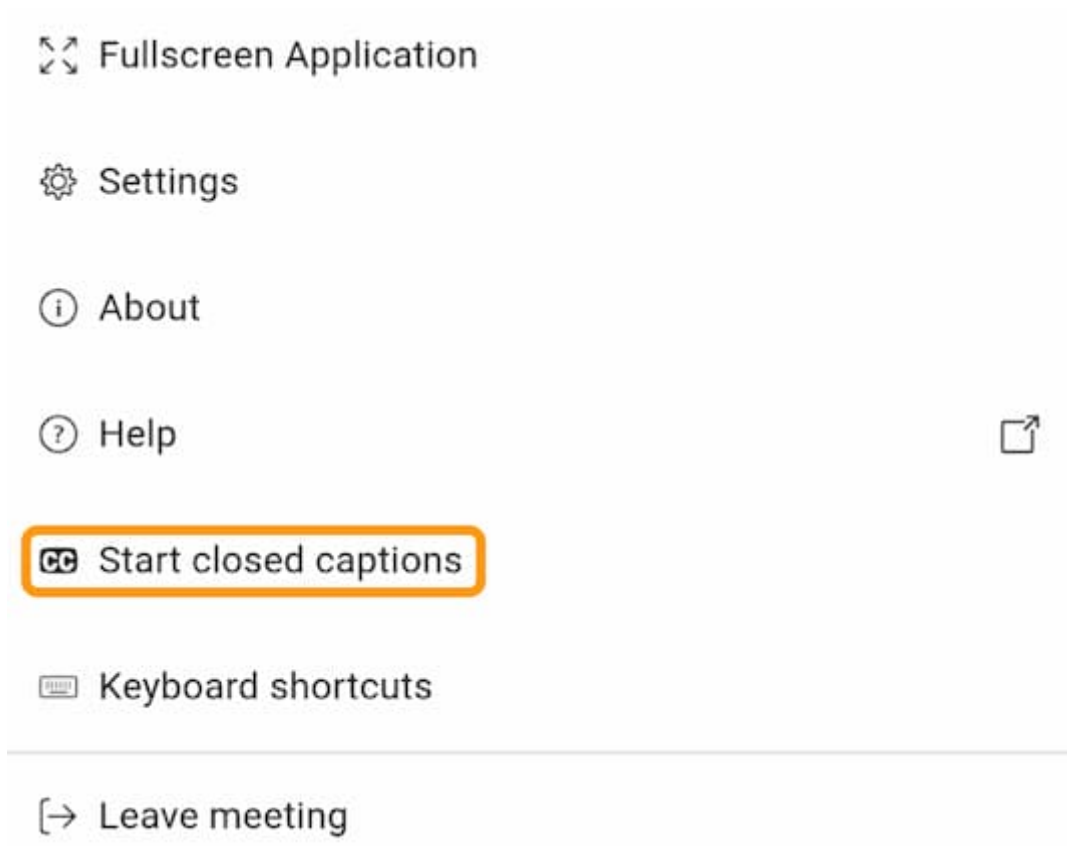 Fullscreen Application
Settings
About
Help
CC Start closed captions
Keyboard shortcuts
Leave meeting